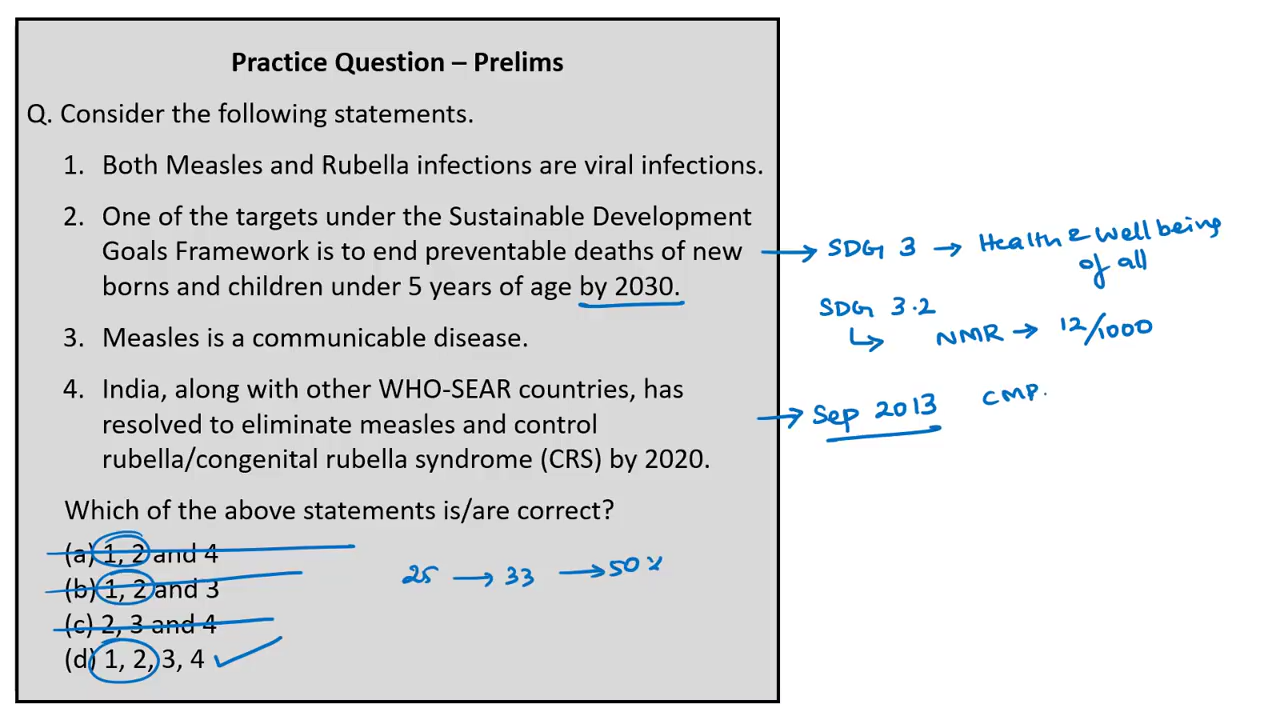 Practice Question – Prelims
Q. Consider the following statements.
1. Both Measles and Rubella infections are viral infections.
2. One of the targets under the Sustainable Development
Goals Framework is to end preventable deaths of new
borns and children under 5 years of age by 2030.
3. Measles is a communicable disease.
4. India, along with other WHO-SEAR countries, has
resolved to eliminate measles and control
rubella/congenital rubella syndrome (CRS) by 2020.
Which of the above statements is/are correct?
(a) 1, 2 and 4
(b) 1, 2 and 3
(c) 2, 3 and 4
(d) 1, 2, 3, 4
25 → 33 → 50%
→ SDG 3 → Health & well being
of all
SDG 3.2
↳ NMR → 12/1000
→ Sep 2013 CMP.